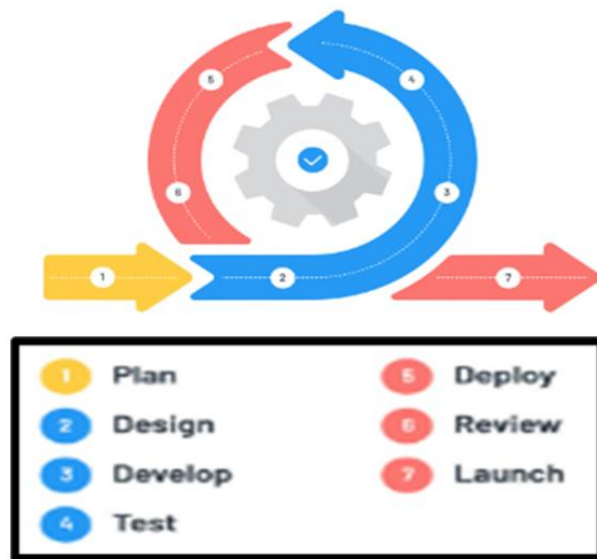 5
4
6
3
1
2
7
1 Plan
5 Deploy
2 Design
6 Review
3 Develop
7 Launch
4 Test